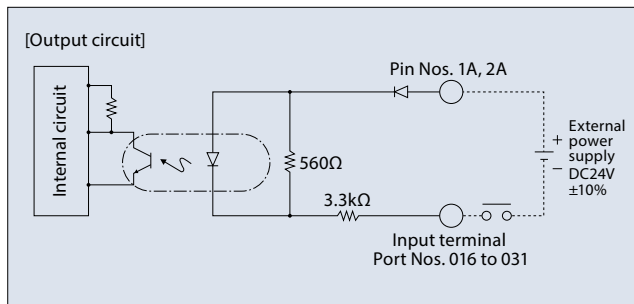 [Output circuit]
Pin Nos. 1A, 2A
Internal circuit
560Ω
3.3kΩ
+
−
External
power
supply
DC24V
±10%
Input terminal
Port Nos. 016 to 031